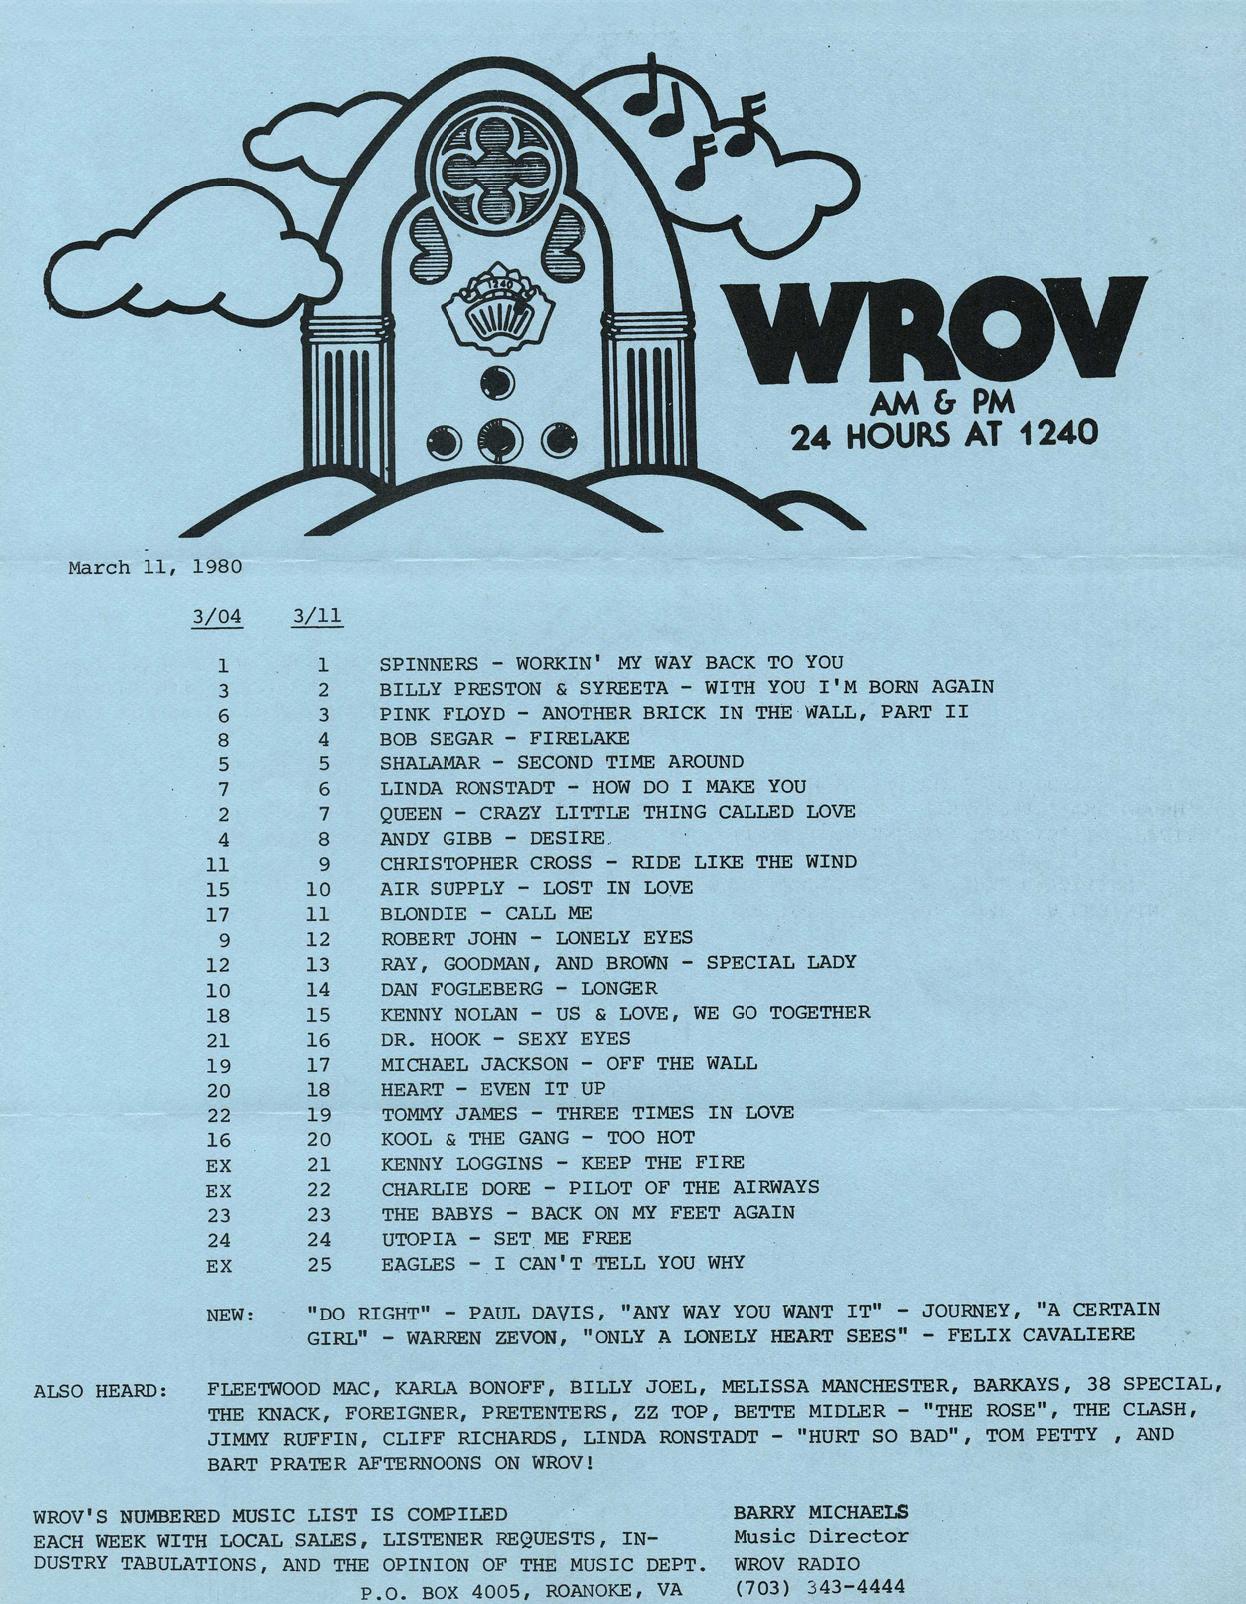 1240
WROV
AM & PM
24 HOURS AT 1240
March 11, 1980
3/04 3/11
1 1 SPINNERS - WORKIN' MY WAY BACK TO YOU
3 2 BILLY PRESTON & SYREETA - WITH YOU I'M BORN AGAIN
6 3 PINK FLOYD - ANOTHER BRICK IN THE WALL, PART II
8 4 BOB SEGAR - FIRELAKE
5 5 SHALAMAR - SECOND TIME AROUND
7 6 LINDA RONSTADT - HOW DO I MAKE YOU
2 7 QUEEN - CRAZY LITTLE THING CALLED LOVE
4 8 ANDY GIBB - DESIRE
11 9 CHRISTOPHER CROSS - RIDE LIKE THE WIND
15 10 AIR SUPPLY - LOST IN LOVE
17 11 BLONDIE - CALL ME
9 12 ROBERT JOHN - LONELY EYES
12 13 RAY, GOODMAN, AND BROWN - SPECIAL LADY
10 14 DAN FOGLEBERG - LONGER
18 15 KENNY NOLAN - US & LOVE, WE GO TOGETHER
21 16 DR. HOOK - SEXY EYES
19 17 MICHAEL JACKSON - OFF THE WALL
20 18 HEART - EVEN IT UP
22 19 TOMMY JAMES - THREE TIMES IN LOVE
16 20 KOOL & THE GANG - TOO HOT
EX 21 KENNY LOGGINS - KEEP THE FIRE
EX 22 CHARLIE DORE - PILOT OF THE AIRWAYS
23 23 THE BABYS - BACK ON MY FEET AGAIN
24 24 UTOPIA - SET ME FREE
EX 25 EAGLES - I CAN'T TELL YOU WHY
NEW: "DO RIGHT" - PAUL DAVIS, "ANY WAY YOU WANT IT" - JOURNEY, "A CERTAIN
GIRL" - WARREN ZEVON, "ONLY A LONELY HEART SEES" - FELIX CAVALIERE
ALSO HEARD: FLEETWOOD MAC, KARLA BONOFF, BILLY JOEL, MELISSA MANCHESTER, BARKAYS, 38 SPECIAL,
THE KNACK, FOREIGNER, PRETENTERS, ZZ TOP, BETTE MIDLER - "THE ROSE", THE CLASH,
JIMMY RUFFIN, CLIFF RICHARDS, LINDA RONSTADT - "HURT SO BAD", TOM PETTY , AND
BART PRATER AFTERNOONS ON WROV!
WROV'S NUMBERED MUSIC LIST IS COMPILED
EACH WEEK WITH LOCAL SALES, LISTENER REQUESTS, IN-
DUSTRY TABULATIONS, AND THE OPINION OF THE MUSIC DEPT.
BARRY MICHAELS
Music Director
WROV RADIO
P.O. BOX 4005, ROANOKE, VA (703) 343-4444